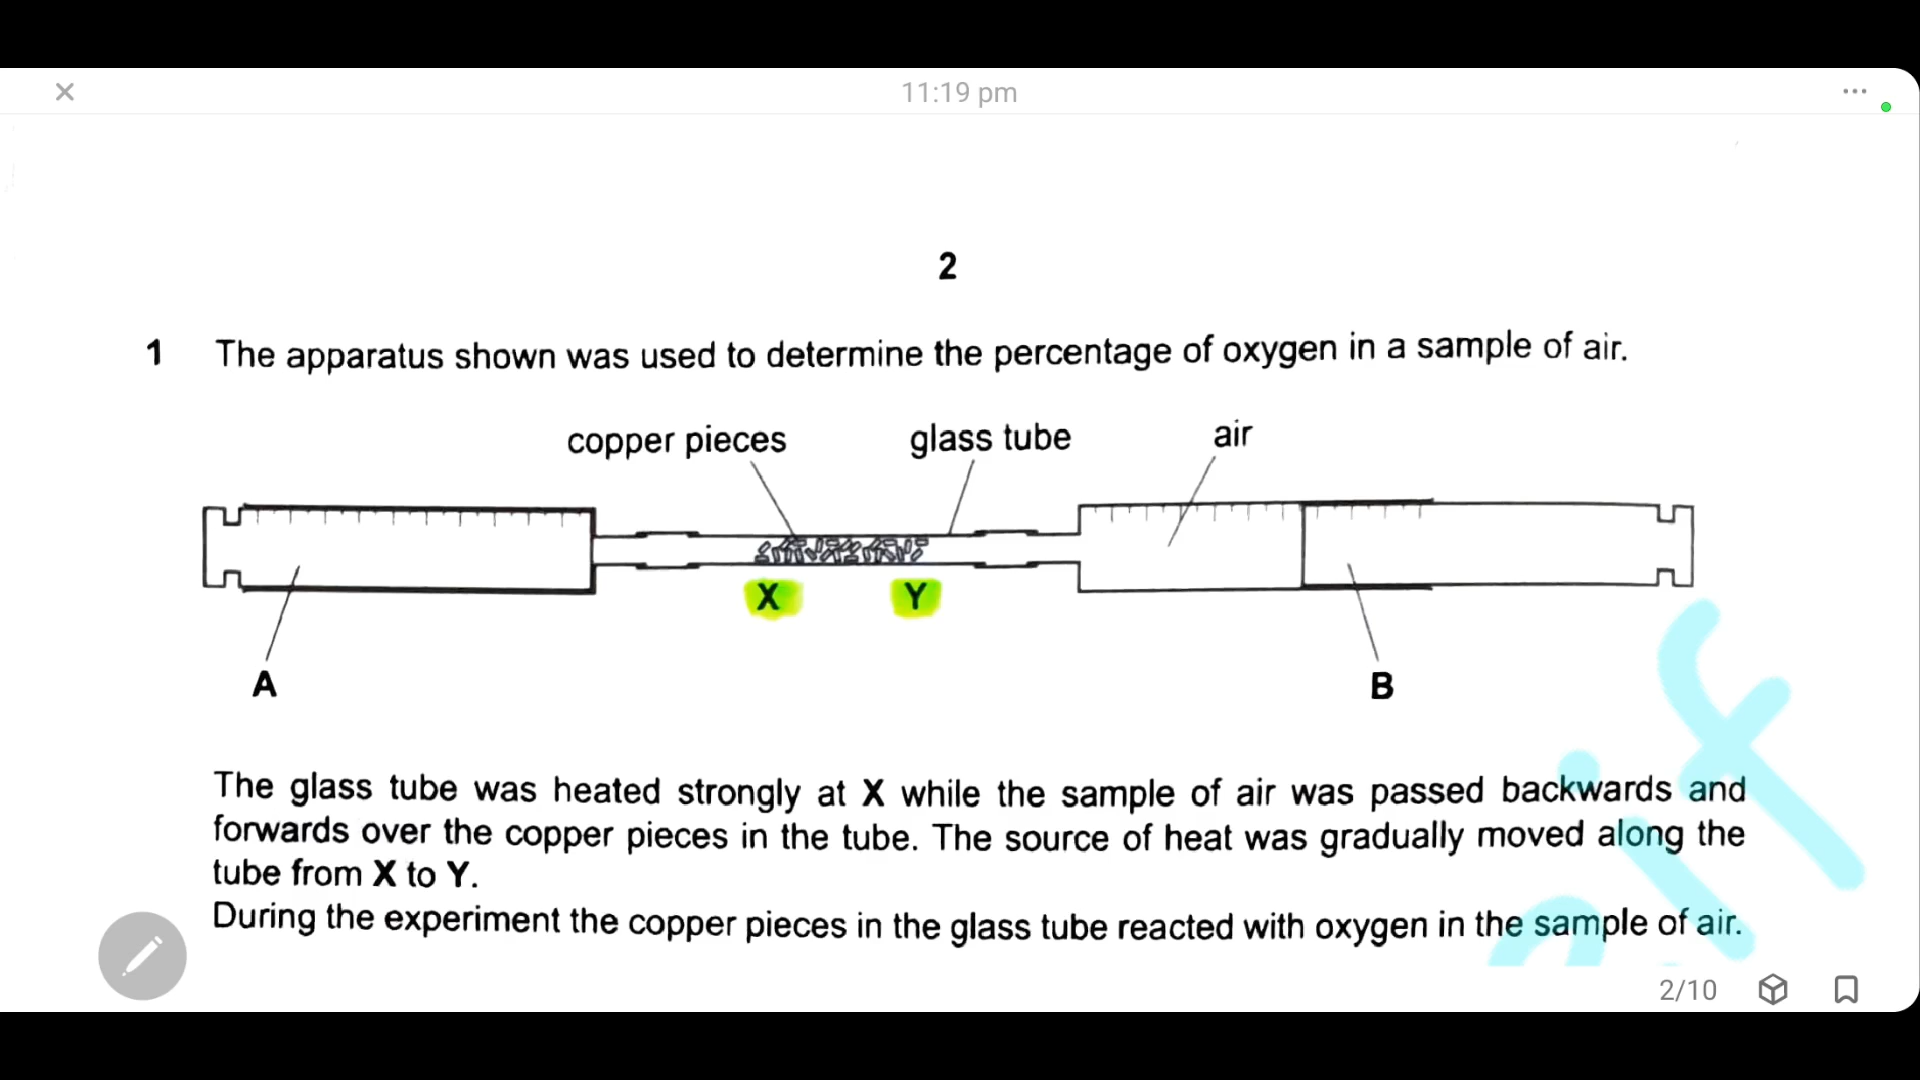 11:19 pm
2
1 The apparatus shown was used to determine the percentage of oxygen in a sample of air.
copper pieces glass tube air
X Y
A B
The glass tube was heated strongly at X while the sample of air was passed backwards and
forwards over the copper pieces in the tube. The source of heat was gradually moved along the
tube from X to Y.
During the experiment the copper pieces in the glass tube reacted with oxygen in the sample of air.
2/10